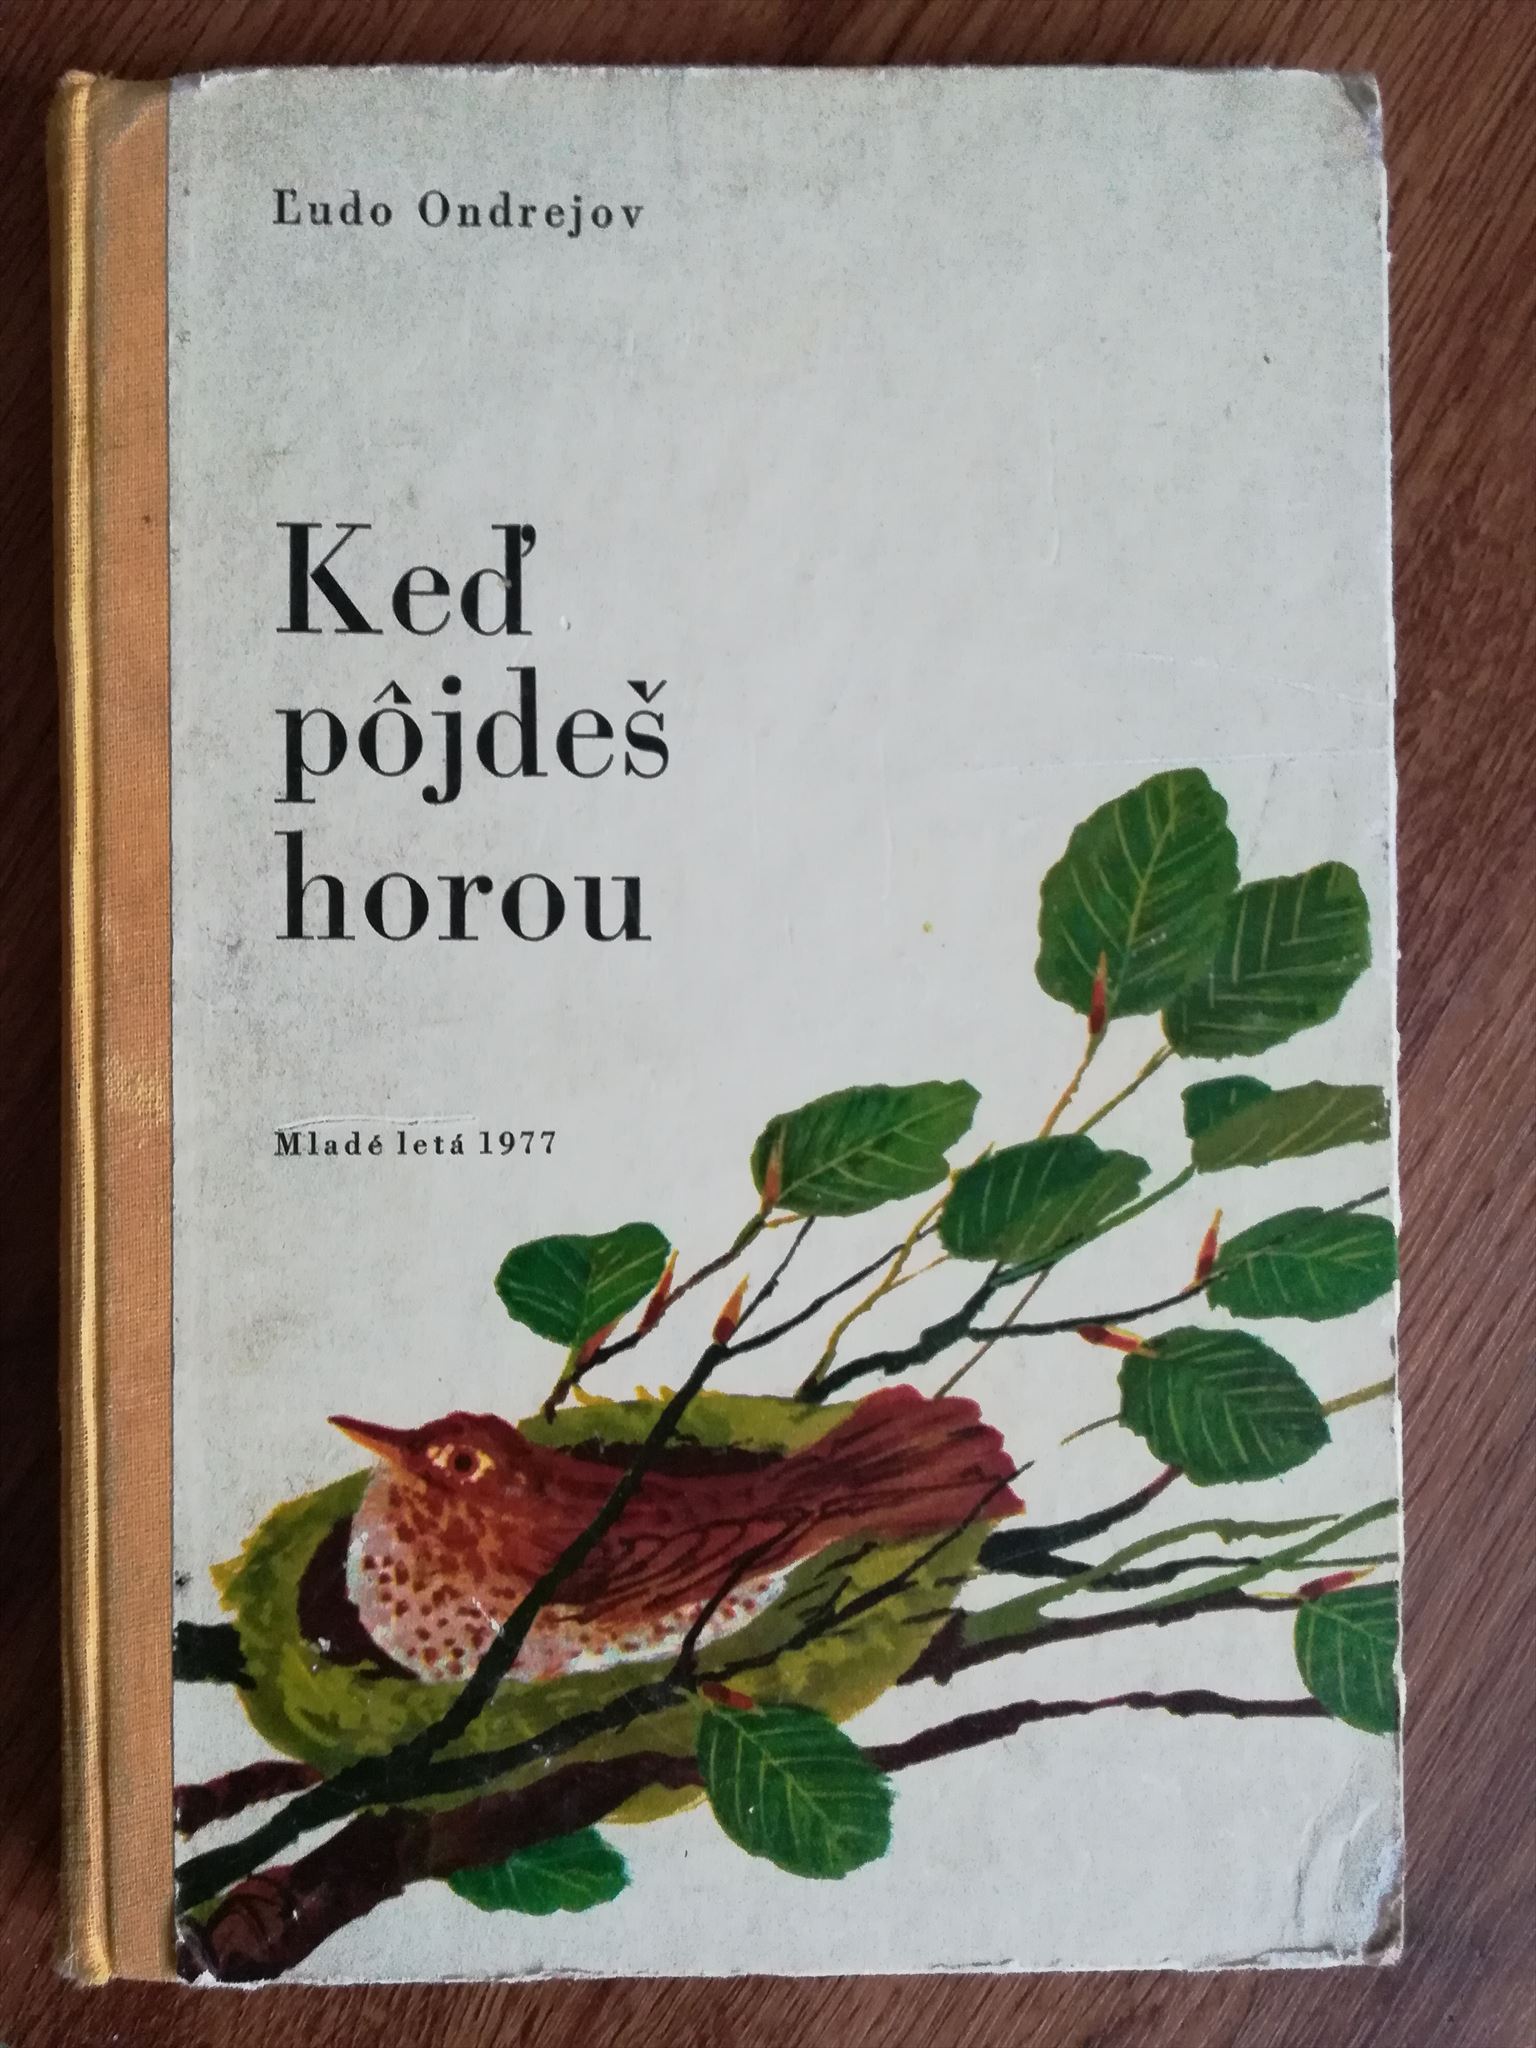 Ľudo Ondrejov
Keď
pôjdeš
horou
Mladé letá 1977